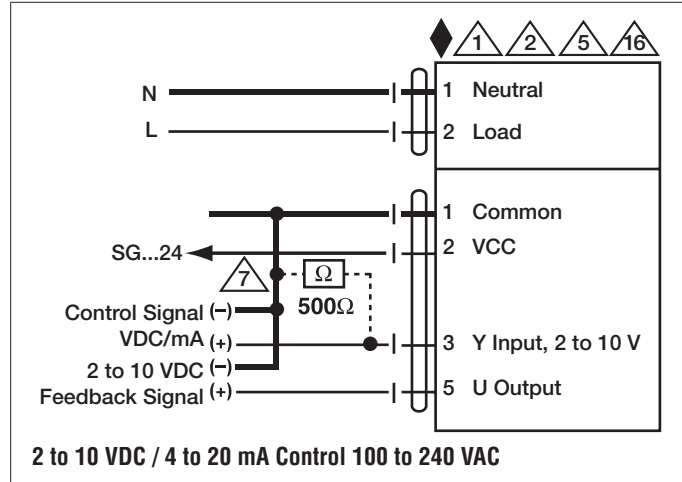 1 2 5 16
N 1 Neutral
L 2 Load
1 Common
SG...24 2 VCC
7 Ω
500Ω
Control Signal (–)
VDC/mA (+) 3 Y Input, 2 to 10 V
2 to 10 VDC (–)
Feedback Signal (+) 5 U Output
2 to 10 VDC / 4 to 20 mA Control 100 to 240 VAC